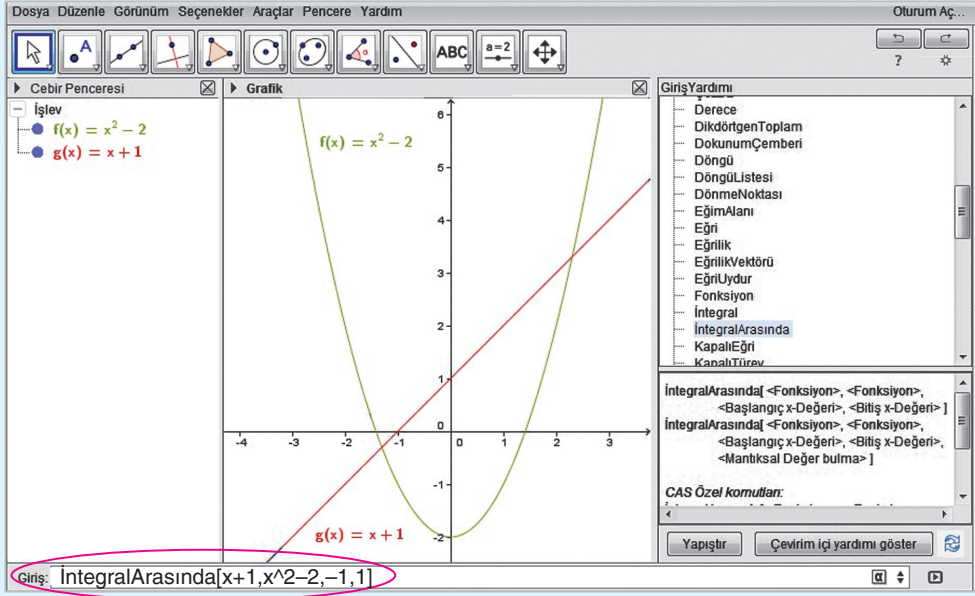 Dosya Düzenle Görünüm Seçenekler Araçlar Pencere Yardım Oturum Aç...
A α ABC a=2
?
Cebir Penceresi
İşlev
f(x) = x² – 2
g(x) = x + 1
Grafik
f(x) = x² – 2
g(x) = x + 1
6
5
4
3
2
1
0
-1
-2
-4 -3 -2 -1 0 1 2 3
GirişYardımı
Derece
DikdörtgenToplam
DokunumÇemberi
Döngü
DöngüListesi
DönmeNoktası
EğimAlanı
Eğri
Eğrilik
EğrilikVektörü
EğriUydur
Fonksiyon
İntegral
İntegralArasında
KapalıEğri
KapalıTürev
İntegralArasında[ <Fonksiyon>, <Fonksiyon>,
<Başlangıç x-Değeri>, <Bitiş x-Değeri> ]
İntegralArasında[ <Fonksiyon>, <Fonksiyon>,
<Başlangıç x-Değeri>, <Bitiş x-Değeri>,
<Mantıksal Değer bulma> ]
CAS Özel komutları:
Yapıştır Çevirim içi yardımı göster
Giriş: İntegralArasında[x+1,x^2–2,–1,1] α